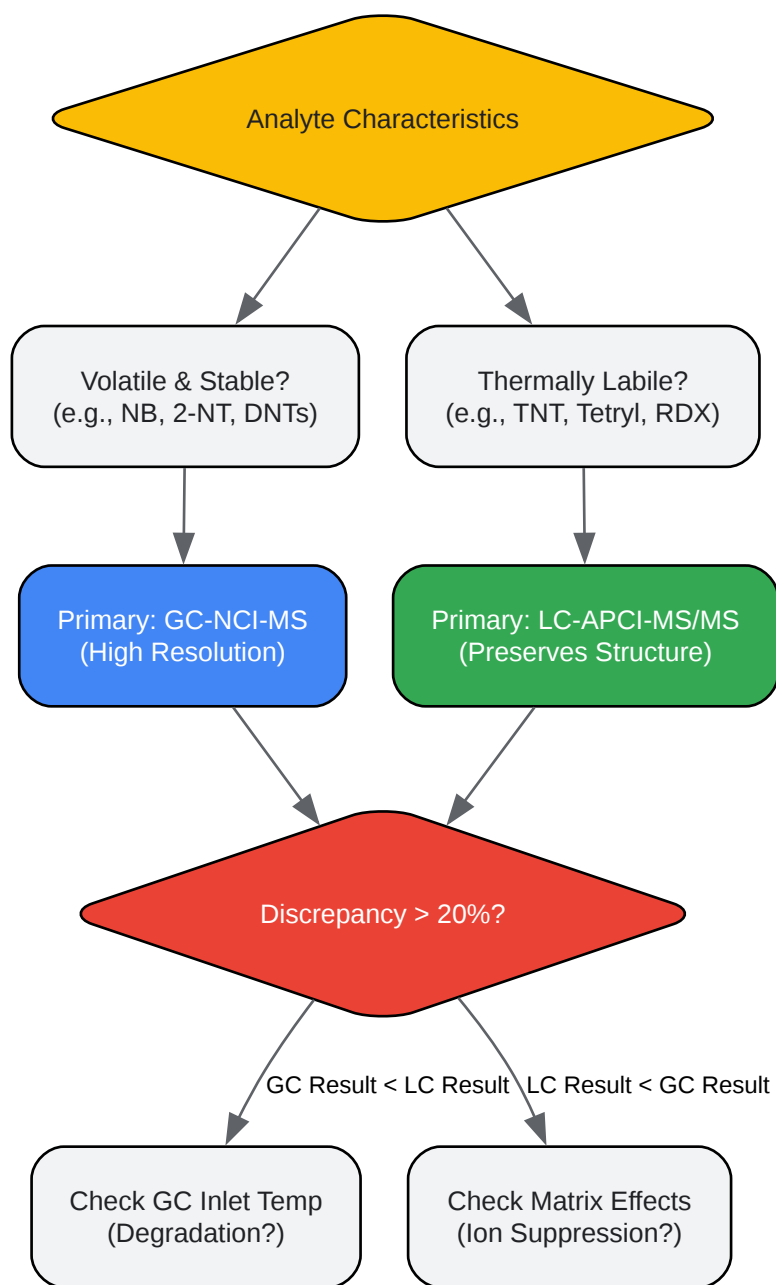 Analyte Characteristics
Volatile & Stable?
(e.g., NB, 2-NT, DNTs)
Thermally Labile?
(e.g., TNT, Tetryl, RDX)
Primary: GC-NCI-MS
(High Resolution)
Primary: LC-APCI-MS/MS
(Preserves Structure)
Discrepancy > 20%?
GC Result < LC Result
LC Result < GC Result
Check GC Inlet Temp
(Degradation?)
Check Matrix Effects
(Ion Suppression?)